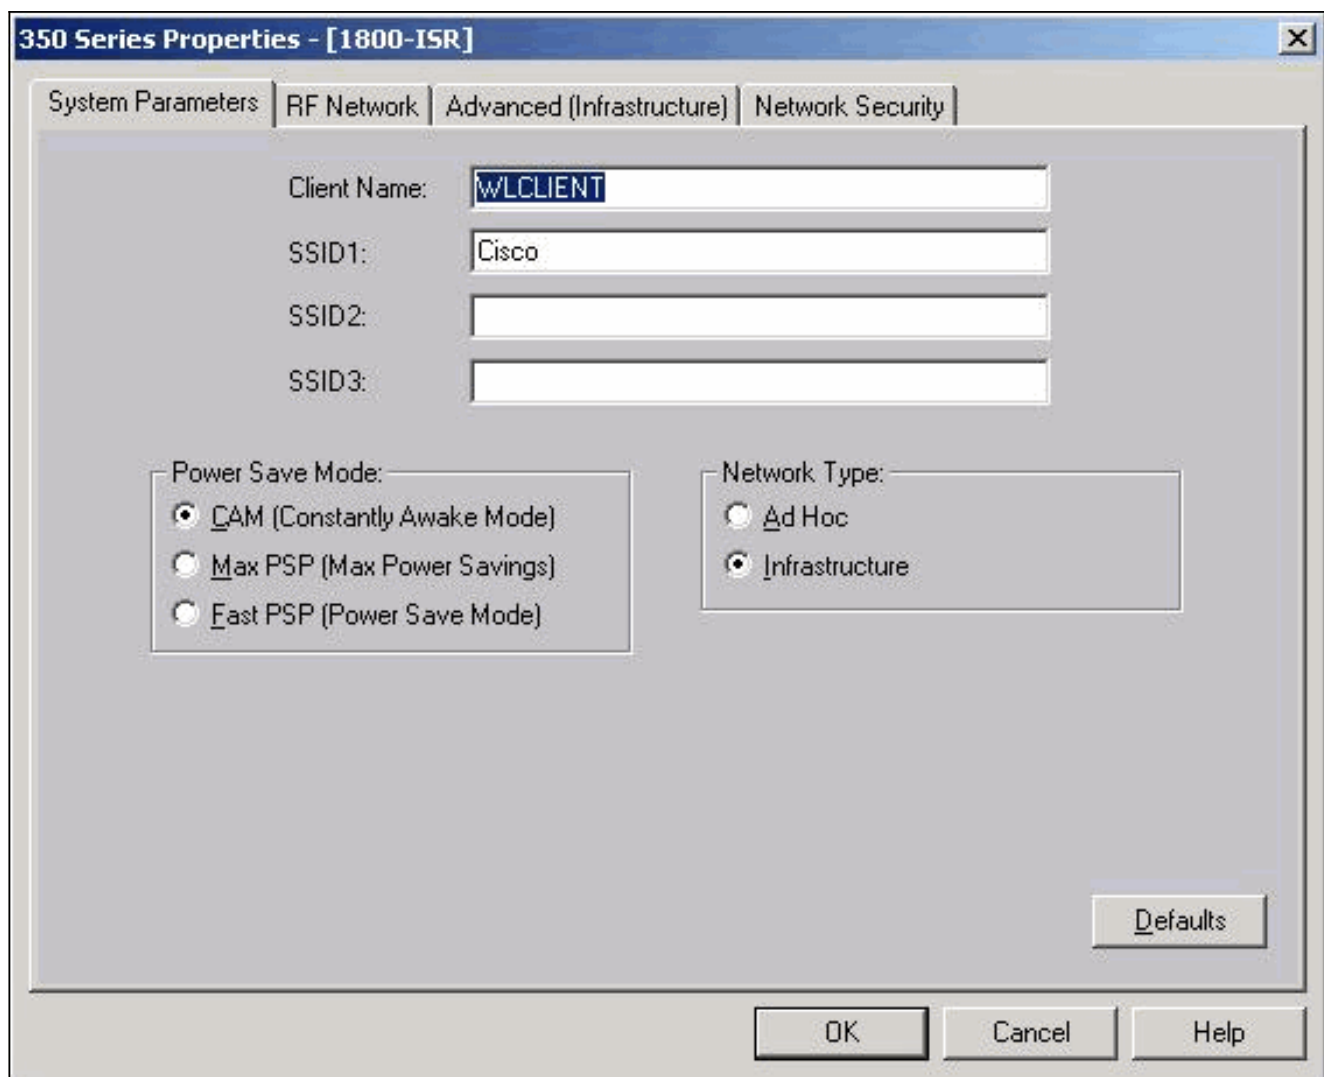 350 Series Properties - [1800-ISR]
System Parameters
RF Network
Advanced (Infrastructure)
Network Security
Client Name:
WLCLIENT
SSID1:
Cisco
SSID2:
SSID3:
Power Save Mode:
CAM (Constantly Awake Mode)
Max PSP (Max Power Savings)
Fast PSP (Power Save Mode)
Network Type:
Ad Hoc
Infrastructure
Defaults
OK
Cancel
Help